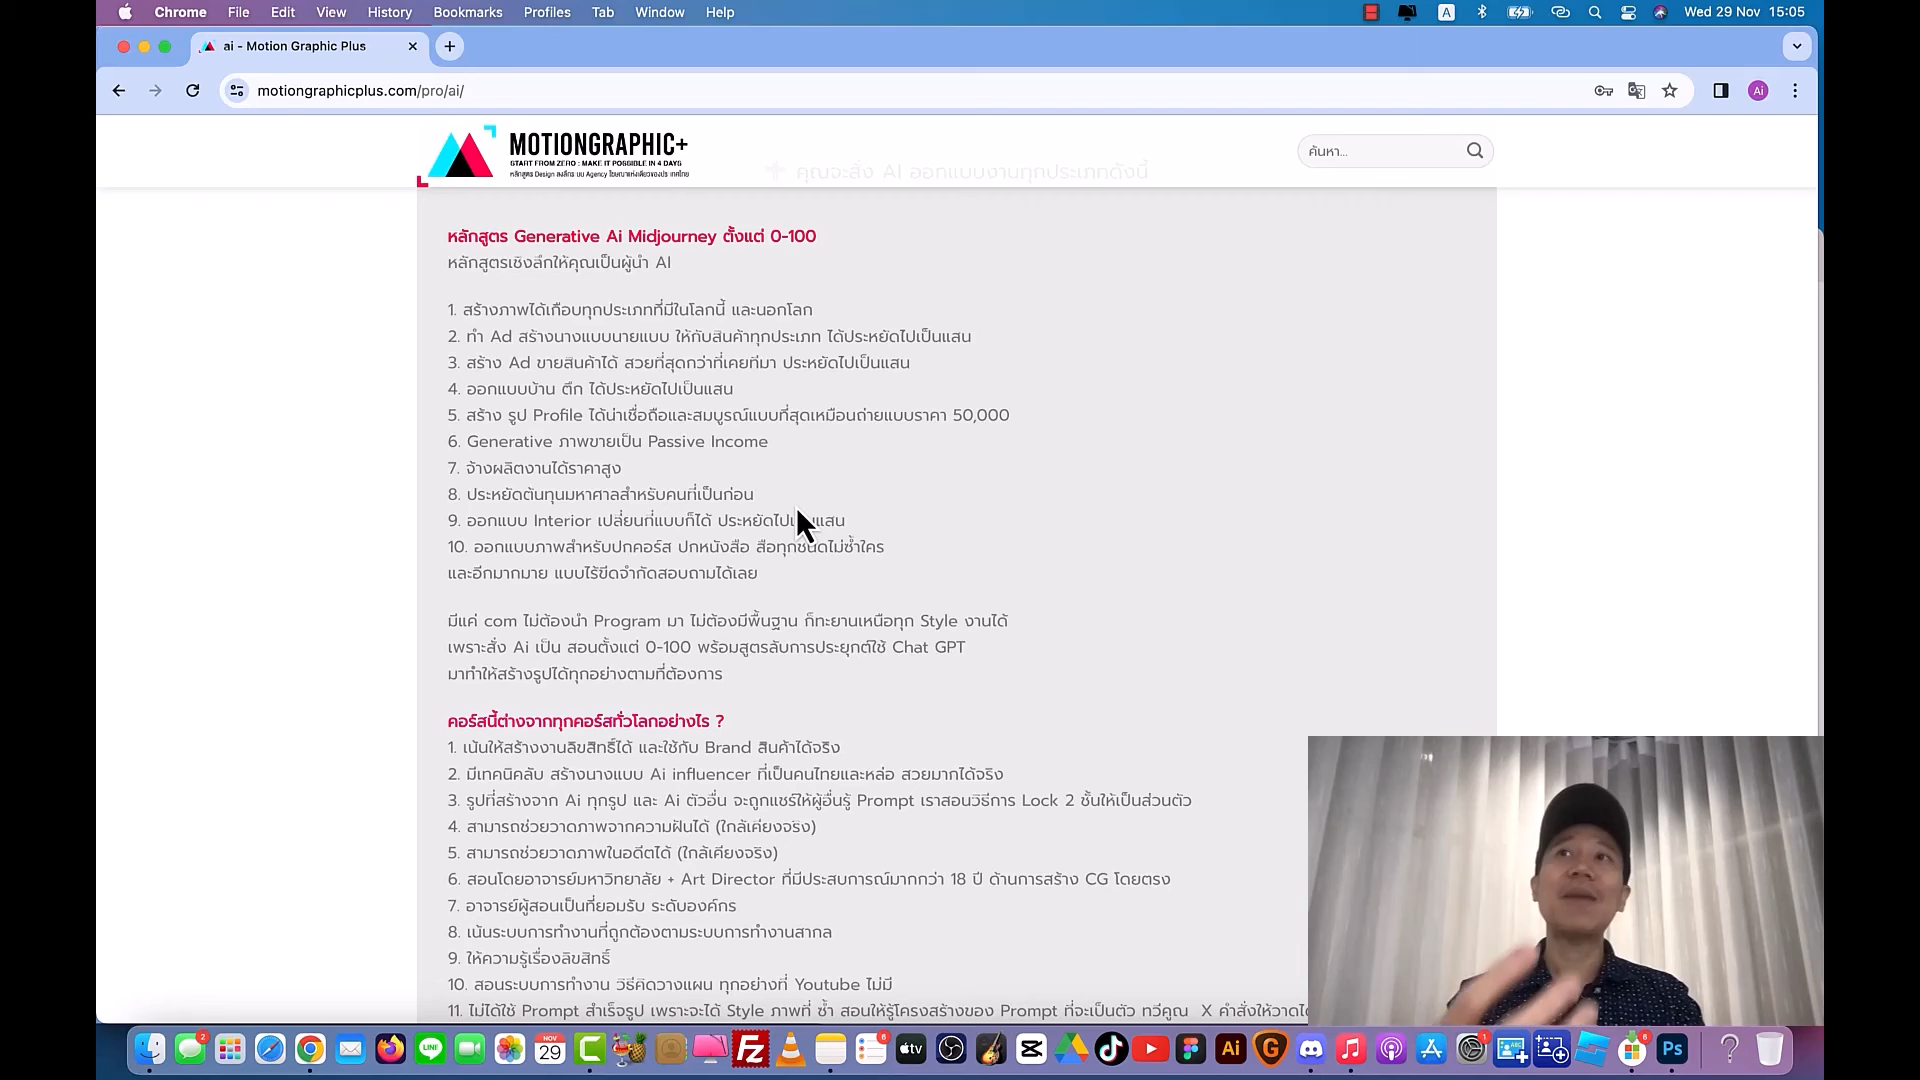 Chrome File Edit View History Bookmarks Profiles Tab Window Help
A
Wed 29 Nov 15:05
ai - Motion Graphic Plus
motiongraphicplus.com/pro/ai/
Ai
MOTIONGRAPHIC+
START FROM ZERO : MAKE IT POSSIBLE IN 4 DAYS
ค้นหา...
คุณจะสั่ง AI ออกแบบงานทุกประเภทดังนี้
หลักสูตร Generative Ai Midjourney ตั้งแต่ 0-100
หลักสูตรเชิงลึกให้คุณเป็นผู้นำ AI
1. สร้างภาพได้เกือบทุกประเภทที่มีในโลกนี้ และนอกโลก
2. ทำ Ad สร้างนางแบบนายแบบ ให้กับสินค้าทุกประเภท ได้ประหยัดไปเป็นแสน
3. สร้าง Ad ขายสินค้าได้ สวยที่สุดกว่าที่เคยทีมา ประหยัดไปเป็นแสน
4. ออกแบบบ้าน ตึก ได้ประหยัดไปเป็นแสน
5. สร้าง รูป Profile ได้น่าเชื่อถือและสมบูรณ์แบบที่สุดเหมือนถ่ายแบบราคา 50,000
6. Generative ภาพขายเป็น Passive Income
7. จ้างผลิตงานได้ราคาสูง
8. ประหยัดต้นทุนมหาศาลสำหรับคนที่เป็นก่อน
9. ออกแบบ Interior เปลี่ยนกี่แบบก็ได้ ประหยัดไปเป็นแสน
10. ออกแบบภาพสำหรับปกคอร์ส ปกหนังสือ สื่อทุกชนิดไม่ซ้ำใคร
และอีกมากมาย แบบไร้ขีดจำกัดสอบถามได้เลย
มีแค่ com ไม่ต้องนำ Program มา ไม่ต้องมีพื้นฐาน ก็ทะยานเหนือทุก Style งานได้
เพราะสั่ง Ai เป็น สอนตั้งแต่ 0-100 พร้อมสูตรลับการประยุกต์ใช้ Chat GPT
มาทำให้สร้างรูปได้ทุกอย่างตามที่ต้องการ
คอร์สนี้ต่างจากทุกคอร์สทั่วโลกอย่างไร ?
1. เน้นให้สร้างงานลิขสิทธิ์ได้ และใช้กับ Brand สินค้าได้จริง
2. มีเทคนิคลับ สร้างนางแบบ Ai influencer ที่เป็นคนไทยและหล่อ สวยมากได้จริง
3. รูปที่สร้างจาก Ai ทุกรูป และ Ai ตัวอื่น จะถูกแชร์ให้ผู้อื่นรู้ Prompt เราสอนวิธีการ Lock 2 ชั้นให้เป็นส่วนตัว
4. สามารถช่วยวาดภาพจากความฝันได้ (ใกล้เคียงจริง)
5. สามารถช่วยวาดภาพในอดีตได้ (ใกล้เคียงจริง)
6. สอนโดยอาจารย์มหาวิทยาลัย + Art Director ที่มีประสบการณ์มากกว่า 18 ปี ด้านการสร้าง CG โดยตรง
7. อาจารย์ผู้สอนเป็นที่ยอมรับ ระดับองค์กร
8. เน้นระบบการทำงานที่ถูกต้องตามระบบการทำงานสากล
9. ให้ความรู้เรื่องลิขสิทธิ์
10. สอนระบบการทำงาน วิธีคิดวางแผน ทุกอย่างที่ Youtube ไม่มี
11. ไม่ได้ใช้ Prompt สำเร็จรูป เพราะจะได้ Style ภาพที่ ซ้ำ สอนให้รู้โครงสร้างของ Prompt ที่จะเป็นตัว ทวีคูณ X คำสั่งให้วาดได้